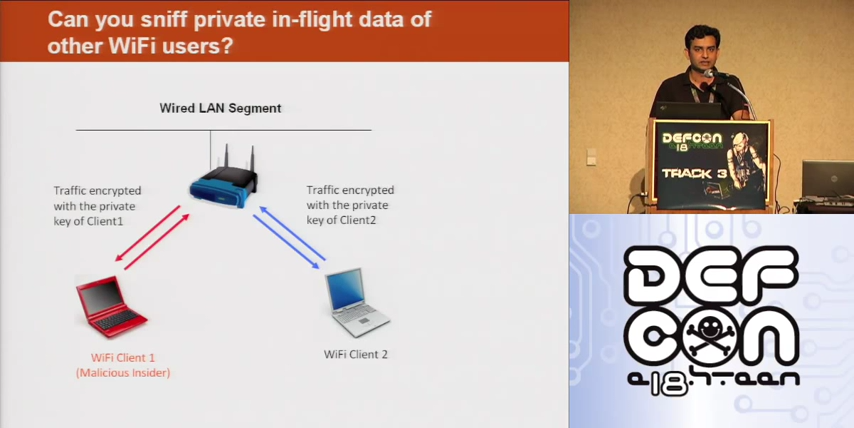 Can you sniff private in-flight data of
other WiFi users?
Wired LAN Segment
Traffic encrypted
with the private
key of Client1
Traffic encrypted
with the private
key of Client2
WiFi Client 1
(Malicious Insider)
WiFi Client 2
DEFCON
18
TRACK 3
DEF
CON
e18h-teen